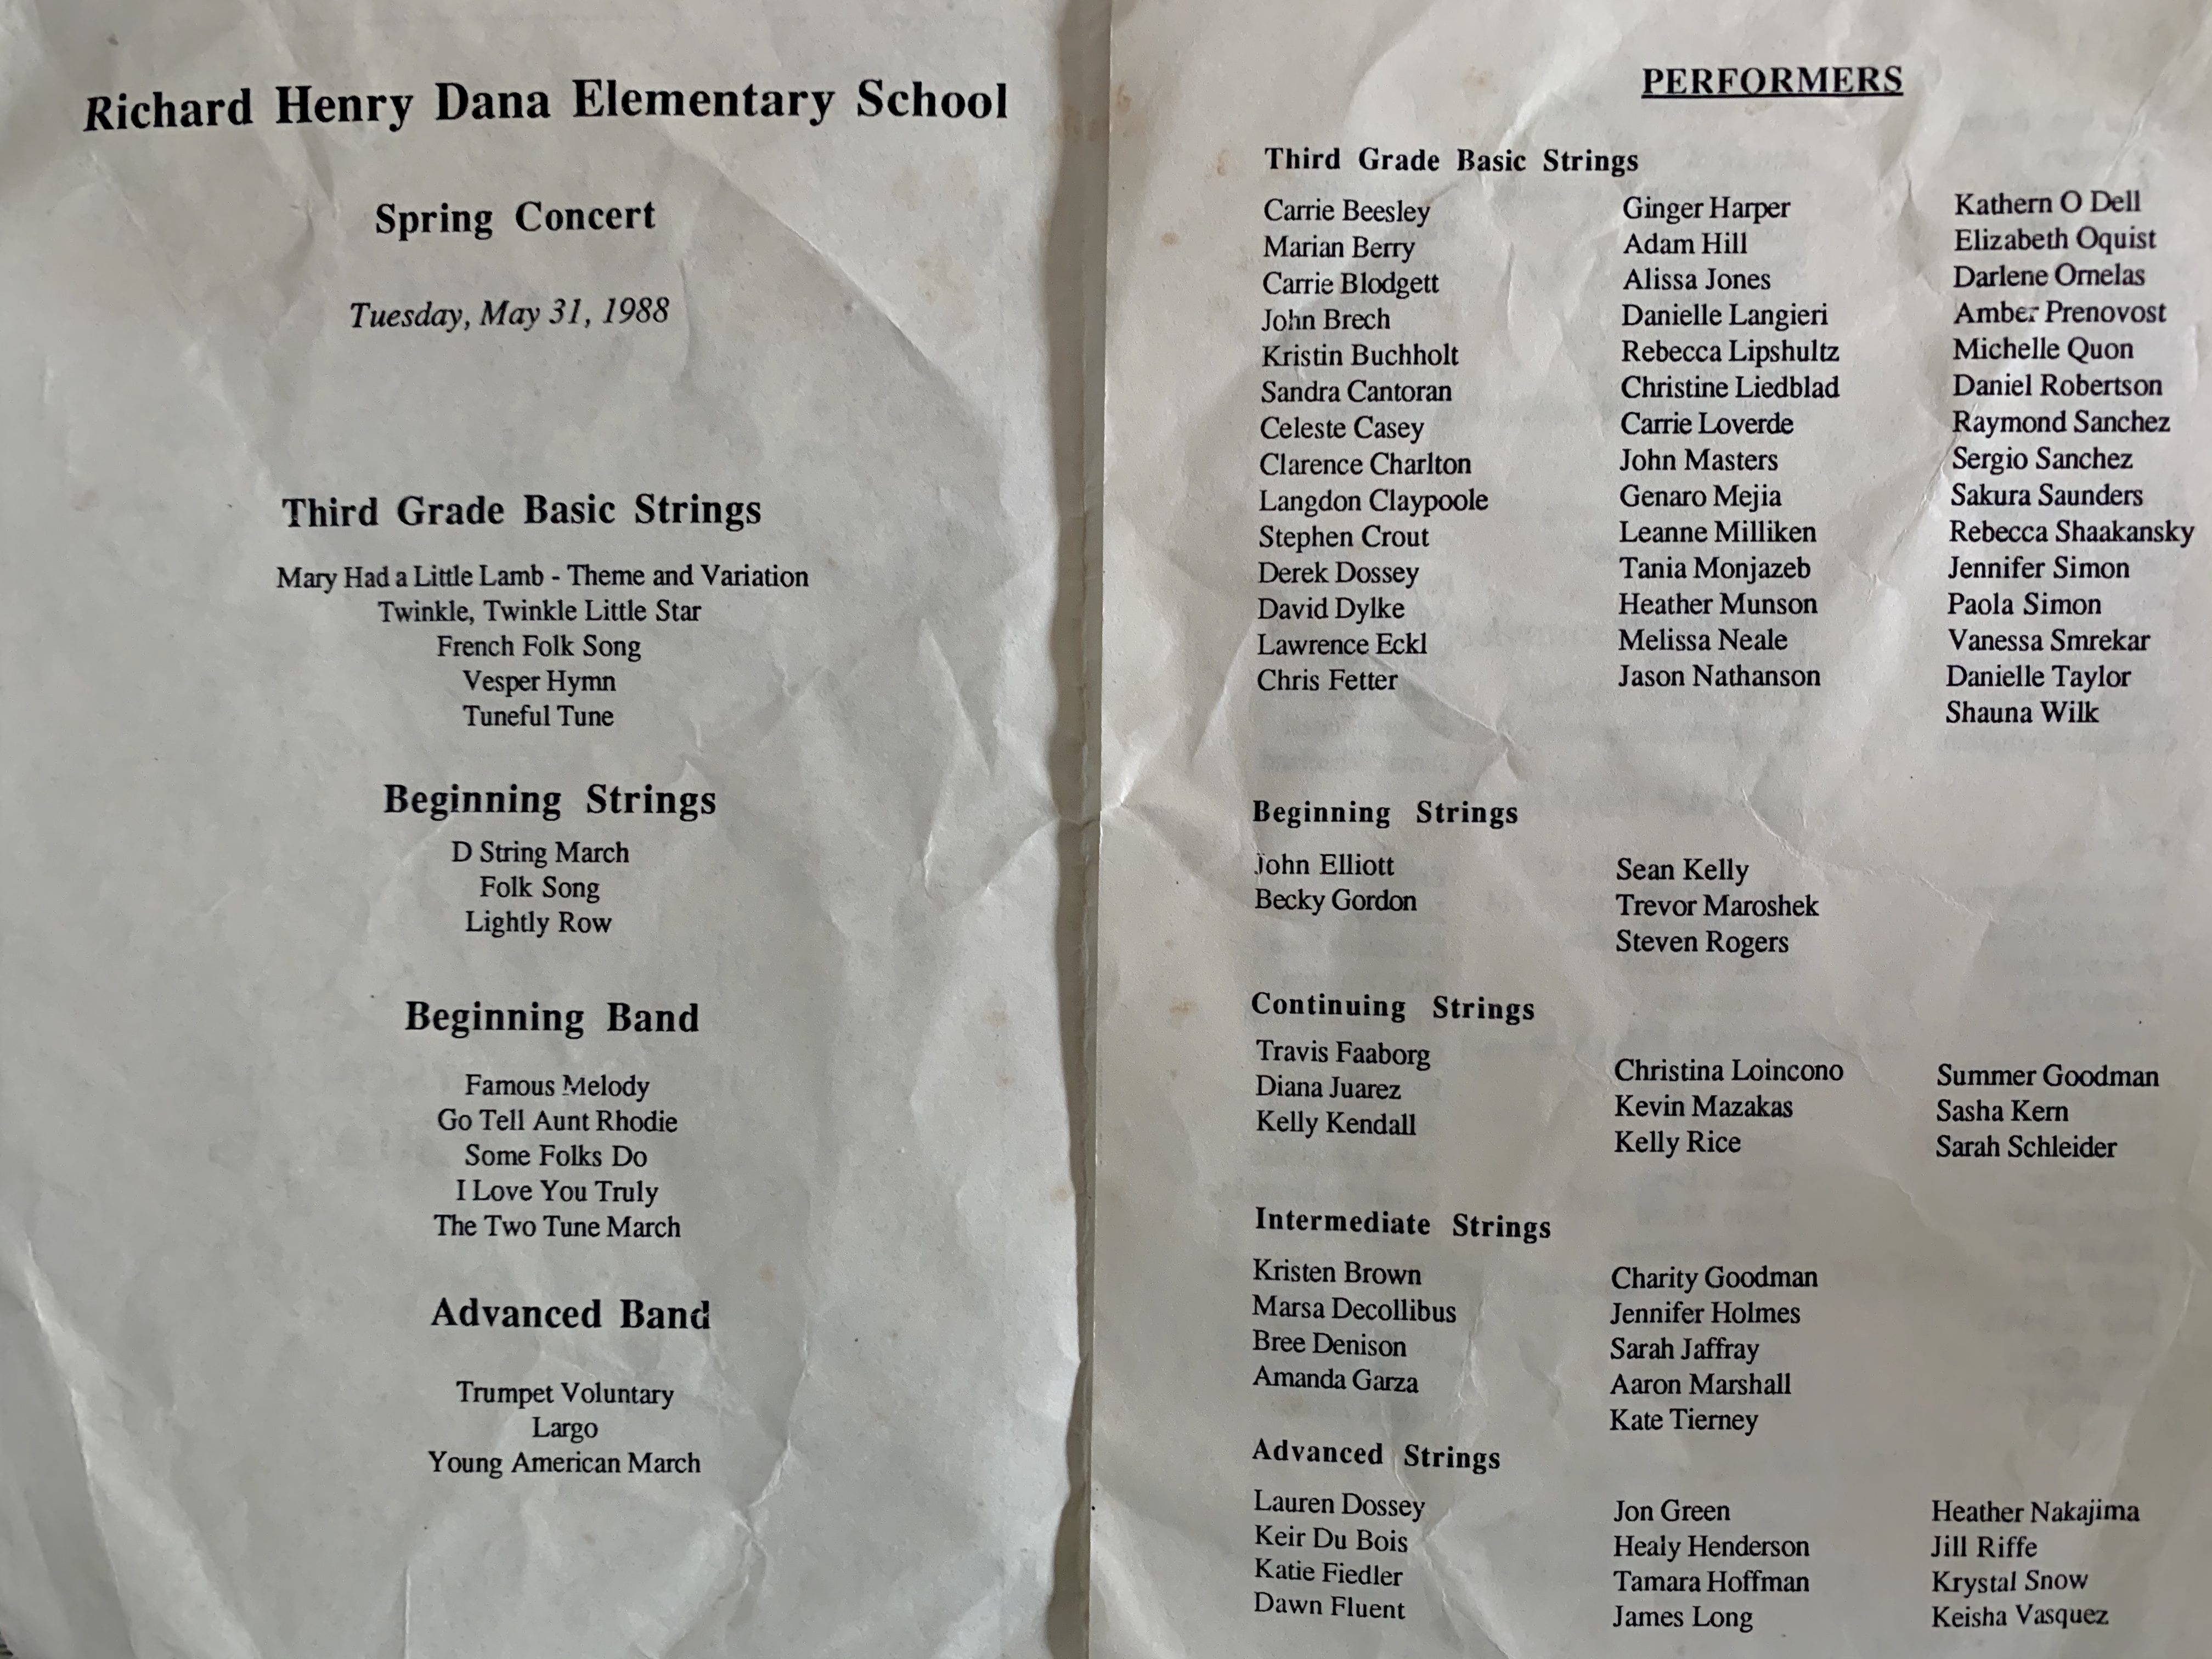 Richard Henry Dana Elementary School
Spring Concert
Tuesday, May 31, 1988
Third Grade Basic Strings
Mary Had a Little Lamb - Theme and Variation
Twinkle, Twinkle Little Star
French Folk Song
Vesper Hymn
Tuneful Tune
Beginning Strings
D String March
Folk Song
Lightly Row
Beginning Band
Famous Melody
Go Tell Aunt Rhodie
Some Folks Do
I Love You Truly
The Two Tune March
Advanced Band
Trumpet Voluntary
Largo
Young American March
PERFORMERS
Third Grade Basic Strings
Carrie Beesley
Marian Berry
Carrie Blodgett
John Brech
Kristin Buchholt
Sandra Cantoran
Celeste Casey
Clarence Charlton
Langdon Claypoole
Stephen Crout
Derek Dossey
David Dylke
Lawrence Eckl
Chris Fetter
Ginger Harper
Adam Hill
Alissa Jones
Danielle Langieri
Rebecca Lipshultz
Christine Liedblad
Carrie Loverde
John Masters
Genaro Mejia
Leanne Milliken
Tania Monjazeb
Heather Munson
Melissa Neale
Jason Nathanson
Kathern O Dell
Elizabeth Oquist
Darlene Ornelas
Amber Prenovost
Michelle Quon
Daniel Robertson
Raymond Sanchez
Sergio Sanchez
Sakura Saunders
Rebecca Shaakansky
Jennifer Simon
Paola Simon
Vanessa Smrekar
Danielle Taylor
Shauna Wilk
Beginning Strings
John Elliott
Becky Gordon
Sean Kelly
Trevor Maroshek
Steven Rogers
Continuing Strings
Travis Faaborg
Diana Juarez
Kelly Kendall
Christina Loincono
Kevin Mazakas
Kelly Rice
Summer Goodman
Sasha Kern
Sarah Schleider
Intermediate Strings
Kristen Brown
Marsa Decollibus
Bree Denison
Amanda Garza
Charity Goodman
Jennifer Holmes
Sarah Jaffray
Aaron Marshall
Kate Tierney
Advanced Strings
Lauren Dossey
Keir Du Bois
Katie Fiedler
Dawn Fluent
Jon Green
Healy Henderson
Tamara Hoffman
James Long
Heather Nakajima
Jill Riffe
Krystal Snow
Keisha Vasquez